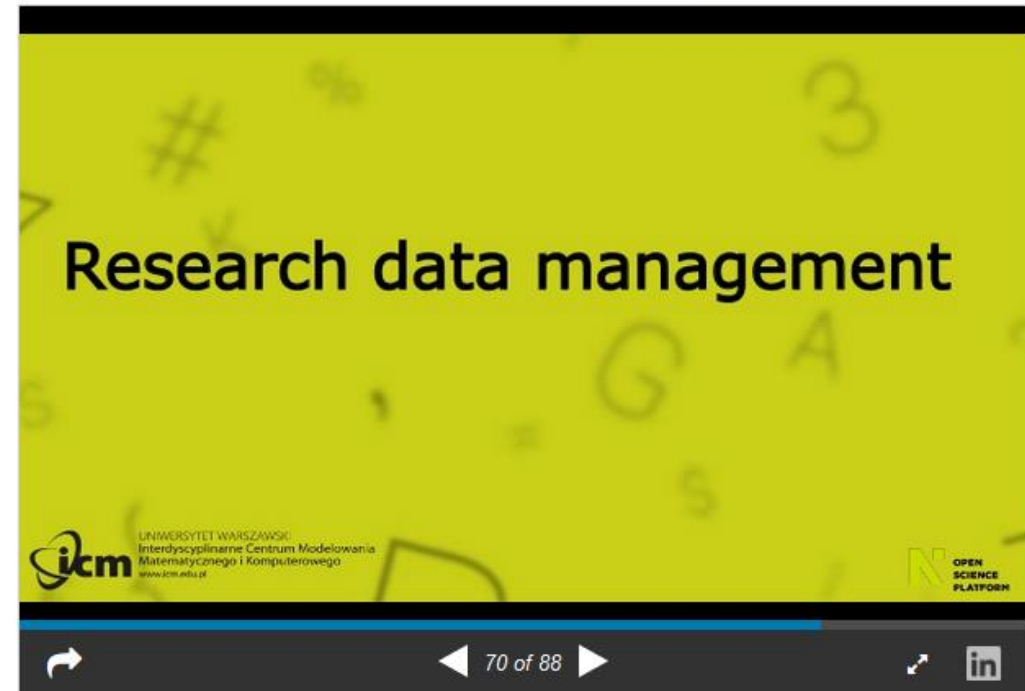 Research data management
icm
UNIWERSYTET WARSZAWSKI
Interdyscyplinarne Centrum Modelowania
Matematycznego i Komputerowego
www.icm.edu.pl
N
OPEN
SCIENCE
PLATFORM
70 of 88
in